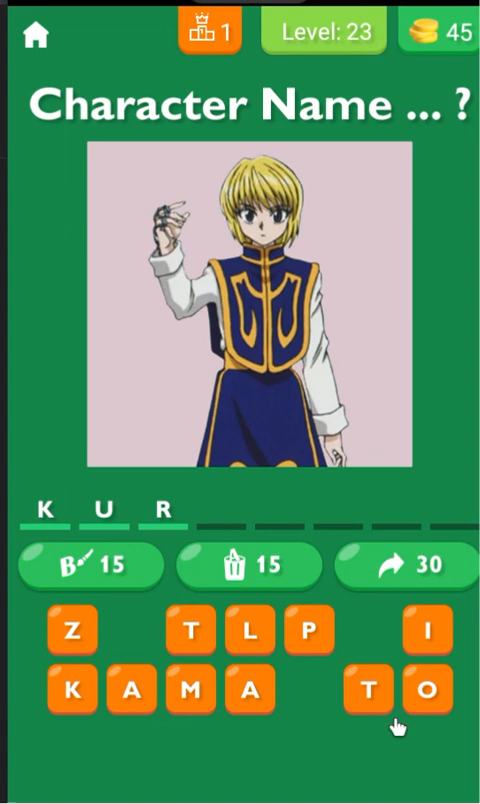 1 Level: 23 45
Character Name ... ?
K U R
B 15 15 30
Z T L P I
K A M A T O